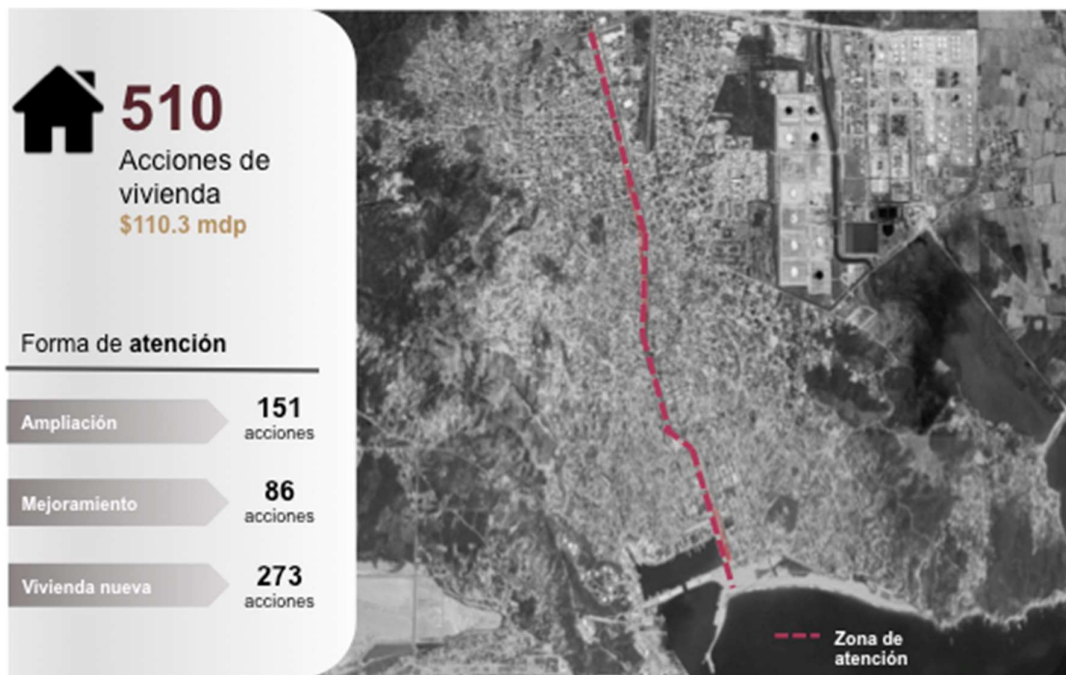 510
Acciones de
vivienda
$110.3 mdp
Forma de atención
Ampliación
151
acciones
Mejoramiento
86
acciones
Vivienda nueva
273
acciones
Zona de
atención